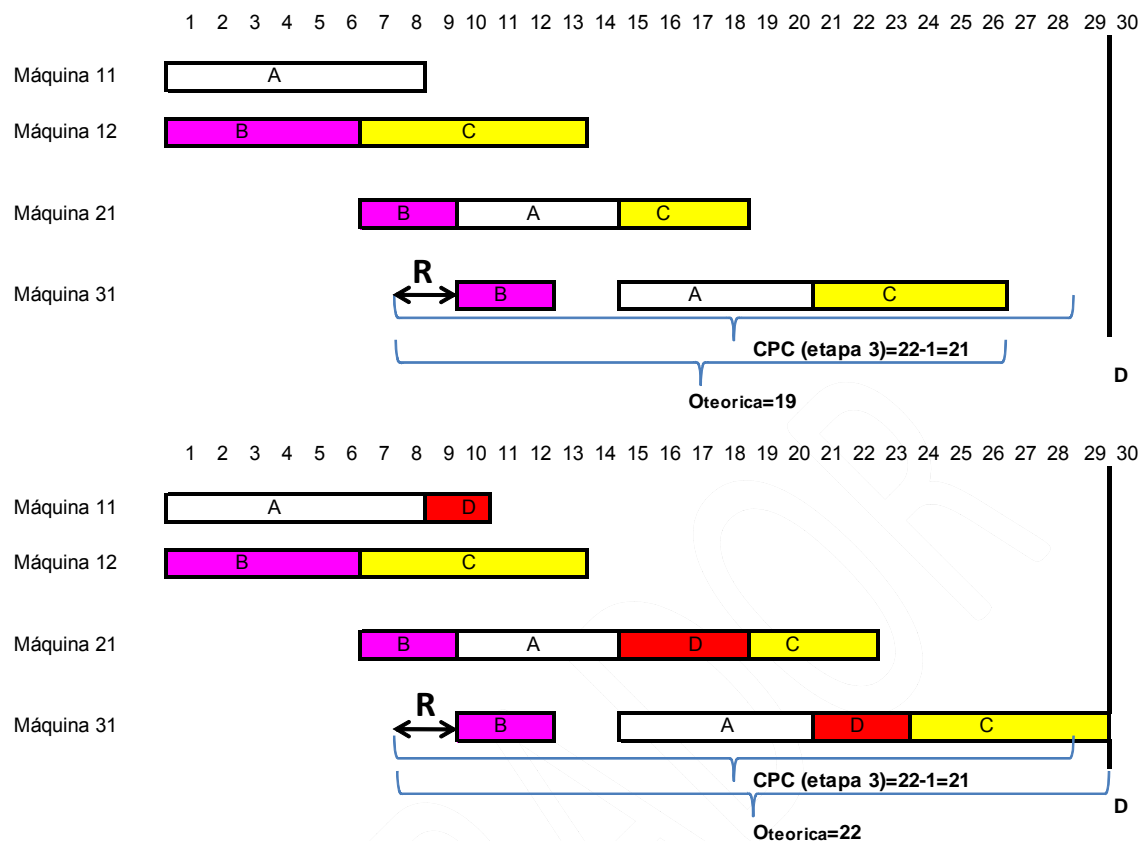 1 2 3 4 5 6 7 8 9 10 11 12 13 14 15 16 17 18 19 20 21 22 23 24 25 26 27 28 29 30
Máquina 11 A
Máquina 12 B C
Máquina 21 B A C
R
Máquina 31 B A C
CPC (etapa 3)=22-1=21
D
Oteorica=19
1 2 3 4 5 6 7 8 9 10 11 12 13 14 15 16 17 18 19 20 21 22 23 24 25 26 27 28 29 30
Máquina 11 A D
Máquina 12 B C
Máquina 21 B A D C
R
Máquina 31 B A D C
CPC (etapa 3)=22-1=21
D
Oteorica=22